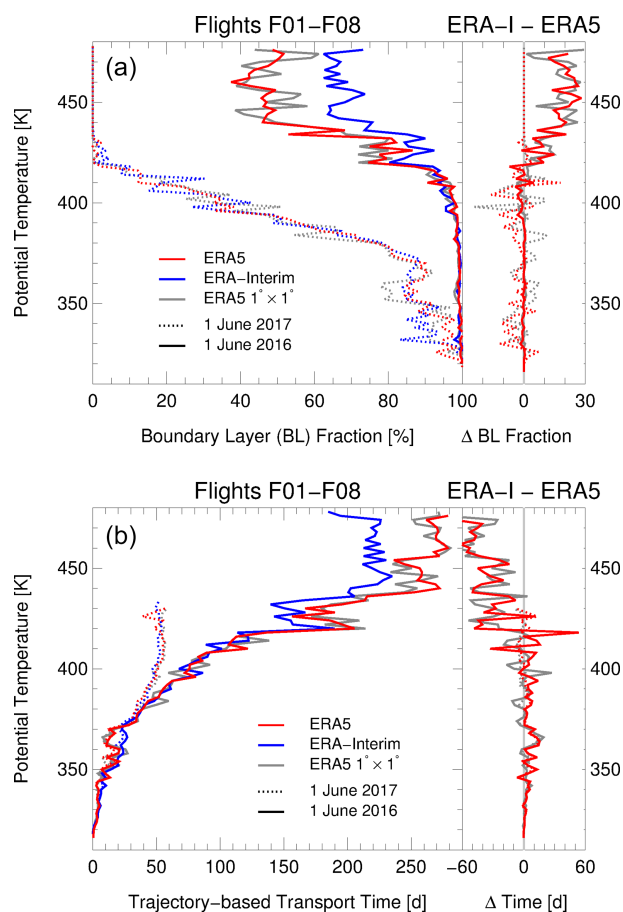 Flights F01−F08 ERA−I − ERA5
(a)
Potential Temperature [K]
450
400
350
450
400
350
ERA5
ERA−Interim
ERA5 1° × 1°
1 June 2017
1 June 2016
0 20 40 60 80 100 0 30
Boundary Layer (BL) Fraction [%] Δ BL Fraction
Flights F01−F08 ERA−I − ERA5
(b)
Potential Temperature [K]
450
400
350
450
400
350
ERA5
ERA−Interim
ERA5 1° × 1°
1 June 2017
1 June 2016
0 50 100 150 200 250 −60 0 60
Trajectory−based Transport Time [d] Δ Time [d]